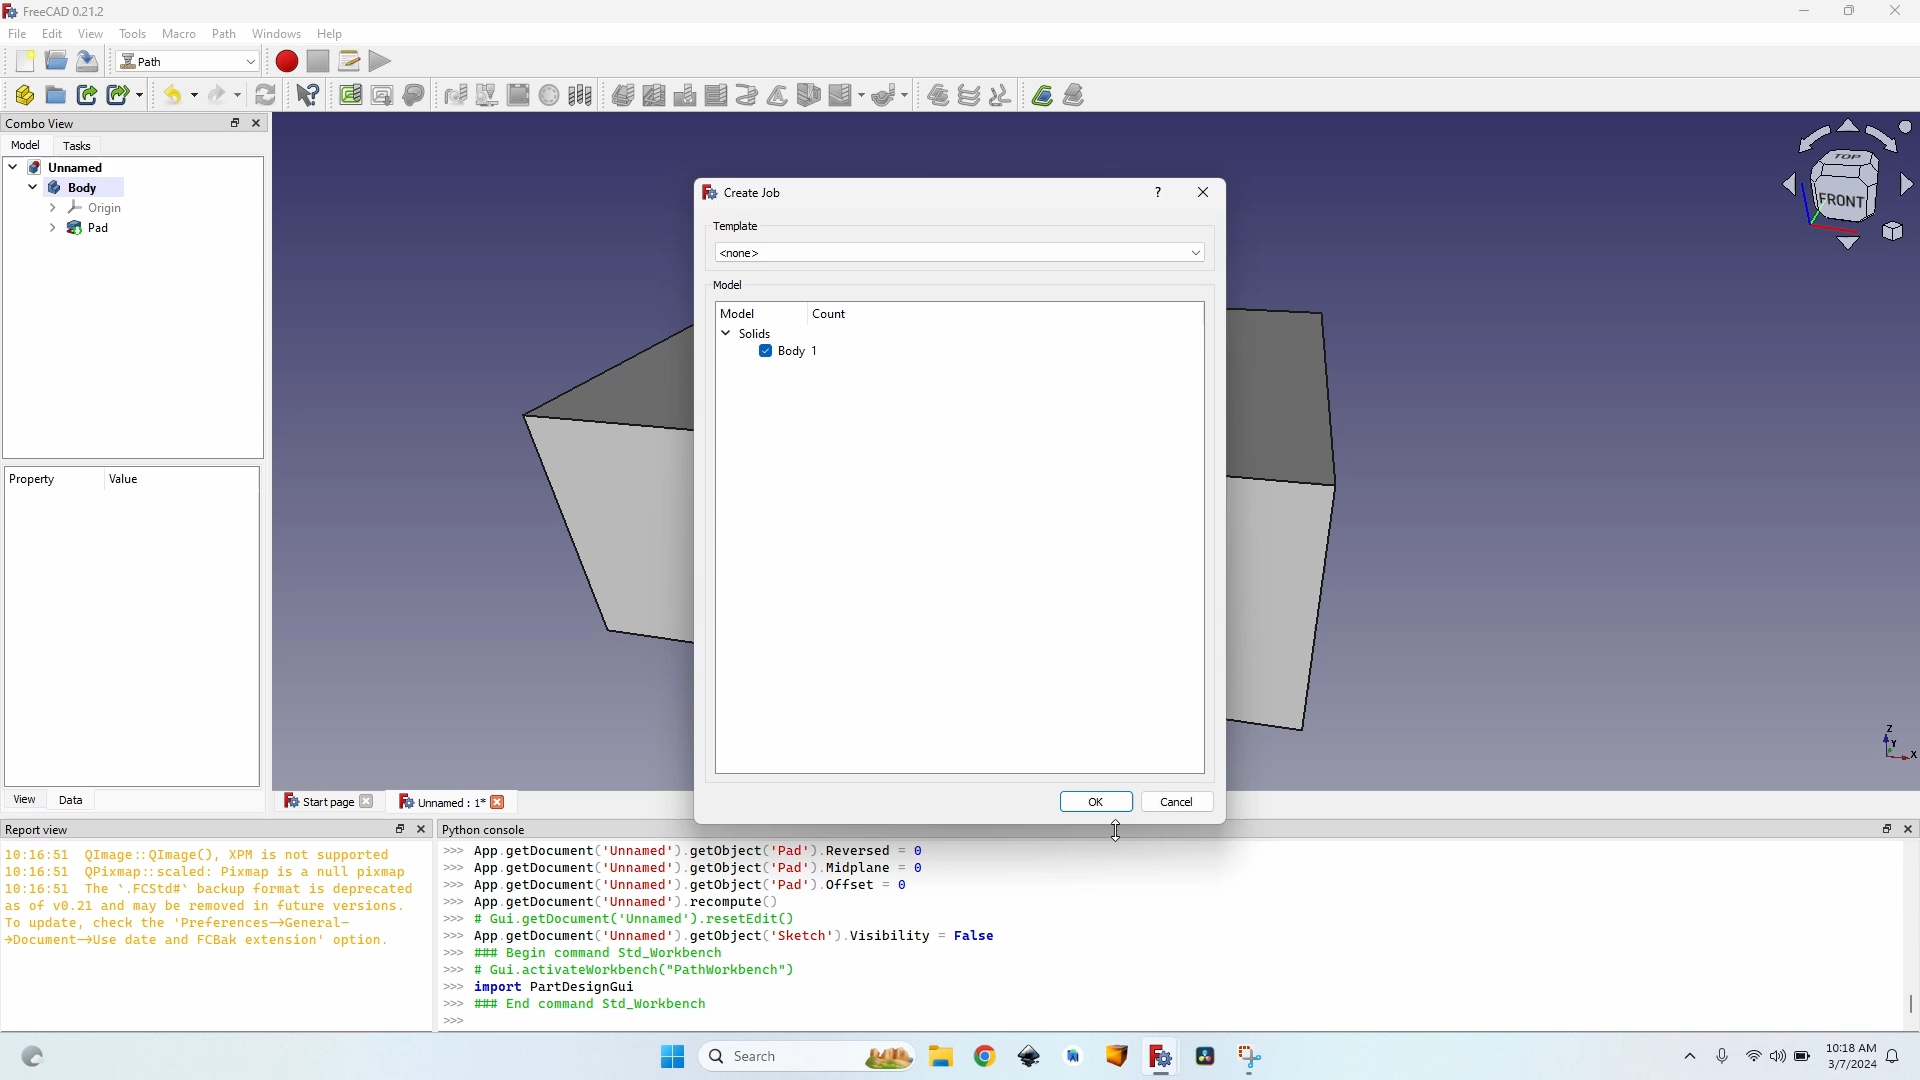 FreeCAD 0.21.2
File Edit View Tools Macro Path Windows Help
Path
Combo View
Model Tasks
Unnamed
Body
Origin
Pad
Property Value
View Data
Create Job
?
Template
<none>
Model
Model Count
Solids
Body 1
OK Cancel
TOP
FRONT
Z
Y
X
Start page
Unnamed : 1*
Report view
10:16:51 QImage::QImage(), XPM is not supported
10:16:51 QPixmap::scaled: Pixmap is a null pixmap
10:16:51 The `.FCStd#` backup format is deprecated
as of v0.21 and may be removed in future versions.
To update, check the 'Preferences→General-
→Document→Use date and FCBak extension' option.
Python console
>>> App.getDocument('Unnamed').getObject('Pad').Reversed = 0
>>> App.getDocument('Unnamed').getObject('Pad').Midplane = 0
>>> App.getDocument('Unnamed').getObject('Pad').Offset = 0
>>> App.getDocument('Unnamed').recompute()
>>> # Gui.getDocument('Unnamed').resetEdit()
>>> App.getDocument('Unnamed').getObject('Sketch').Visibility = False
>>> ### Begin command Std_Workbench
>>> # Gui.activateWorkbench("PathWorkbench")
>>> import PartDesignGui
>>> ### End command Std_Workbench
>>>
Search
10:18 AM
3/7/2024